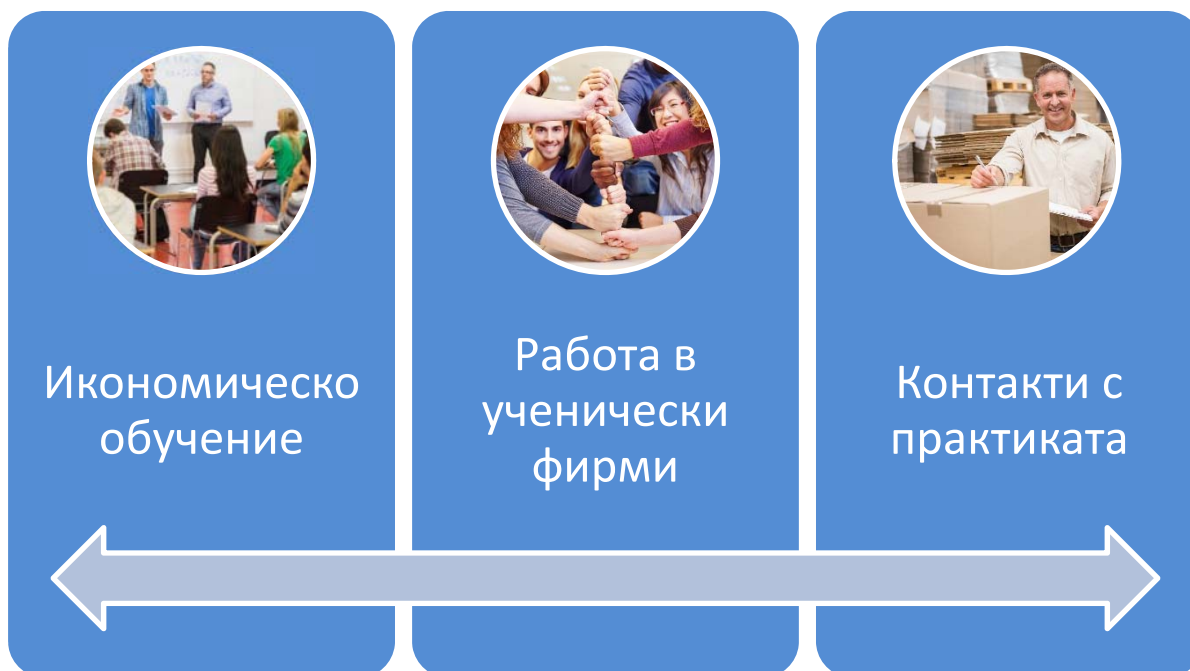 Икономическо
обучение
Работа в
ученически
фирми
Контакти с
практиката